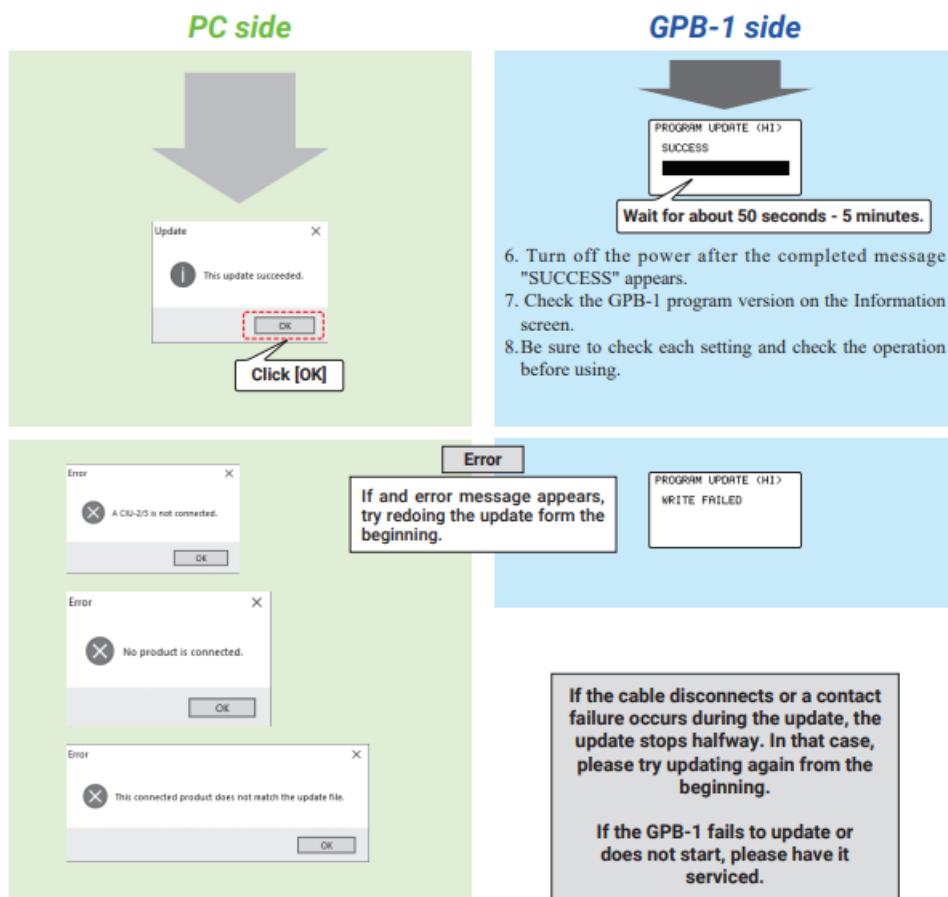 PC side
GPB-1 side
Update
This update succeeded.
OK
Click [OK]
PROGRAM UPDATE (HI)
SUCCESS
Wait for about 50 seconds - 5 minutes.
6. Turn off the power after the completed message
"SUCCESS" appears.
7. Check the GPB-1 program version on the Information
screen.
8.Be sure to check each setting and check the operation
before using.
Error
If and error message appears,
try redoing the update form the
beginning.
Error
A CIU-2/3 is not connected.
OK
Error
No product is connected.
OK
Error
This connected product does not match the update file.
OK
PROGRAM UPDATE (HI)
WRITE FAILED
If the cable disconnects or a contact
failure occurs during the update, the
update stops halfway. In that case,
please try updating again from the
beginning.
If the GPB-1 fails to update or
does not start, please have it
serviced.